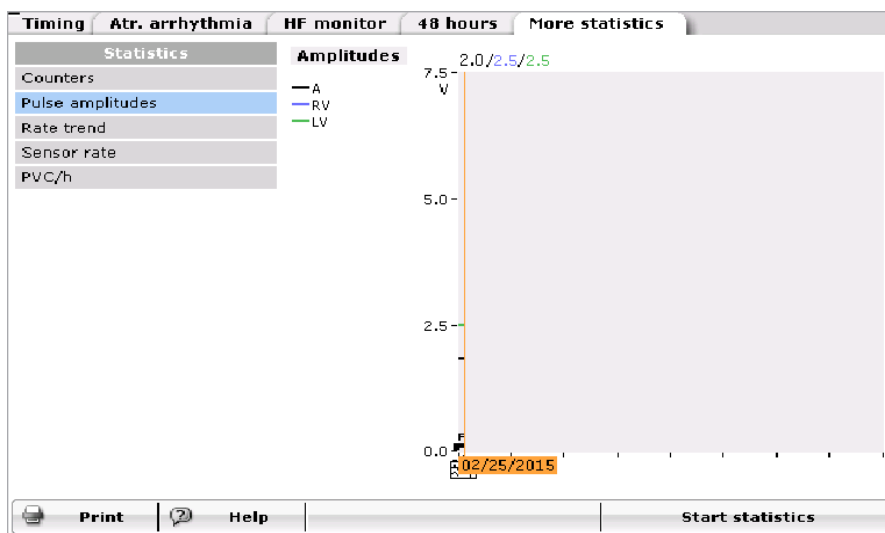 Timing Atr. arrhythmia HF monitor 48 hours More statistics
Statistics
Counters
Pulse amplitudes
Rate trend
Sensor rate
PVC/h
Amplitudes
A
RV
LV
2.0/2.5/2.5
7.5
V
5.0
2.5
0.0
02/25/2015
Print Help Start statistics